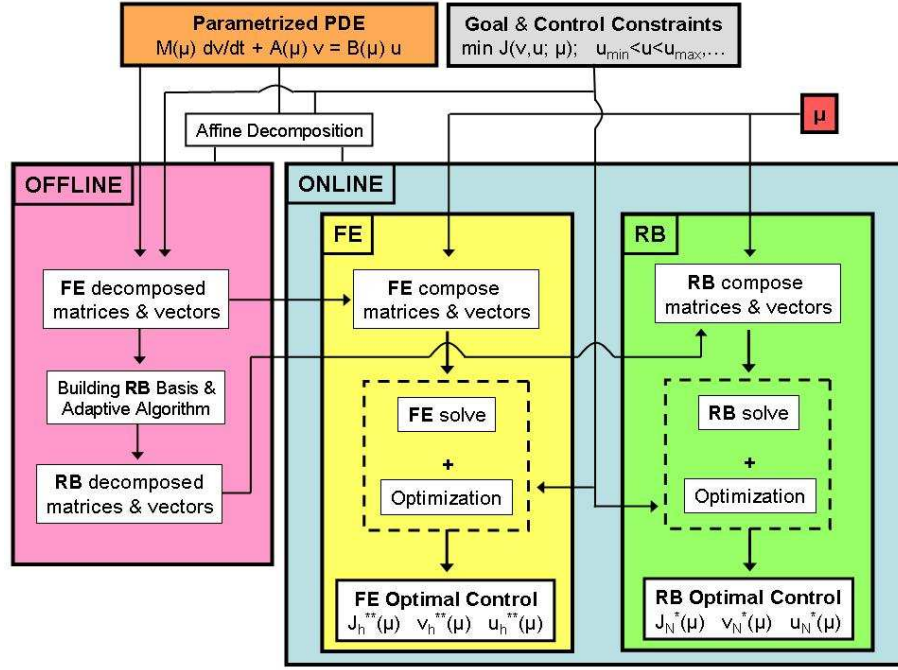 Parametrized PDE
M(μ) dv/dt + A(μ) v = B(μ) u
Goal & Control Constraints
min J(v,u; μ); u_min<u<u_max,...
μ
Affine Decomposition
OFFLINE
FE decomposed
matrices & vectors
Building RB Basis &
Adaptive Algorithm
RB decomposed
matrices & vectors
ONLINE
FE
FE compose
matrices & vectors
FE solve
+
Optimization
FE Optimal Control
J_h^**(μ) v_h^**(μ) u_h^**(μ)
RB
RB compose
matrices & vectors
RB solve
+
Optimization
RB Optimal Control
J_N^*(μ) v_N^*(μ) u_N^*(μ)